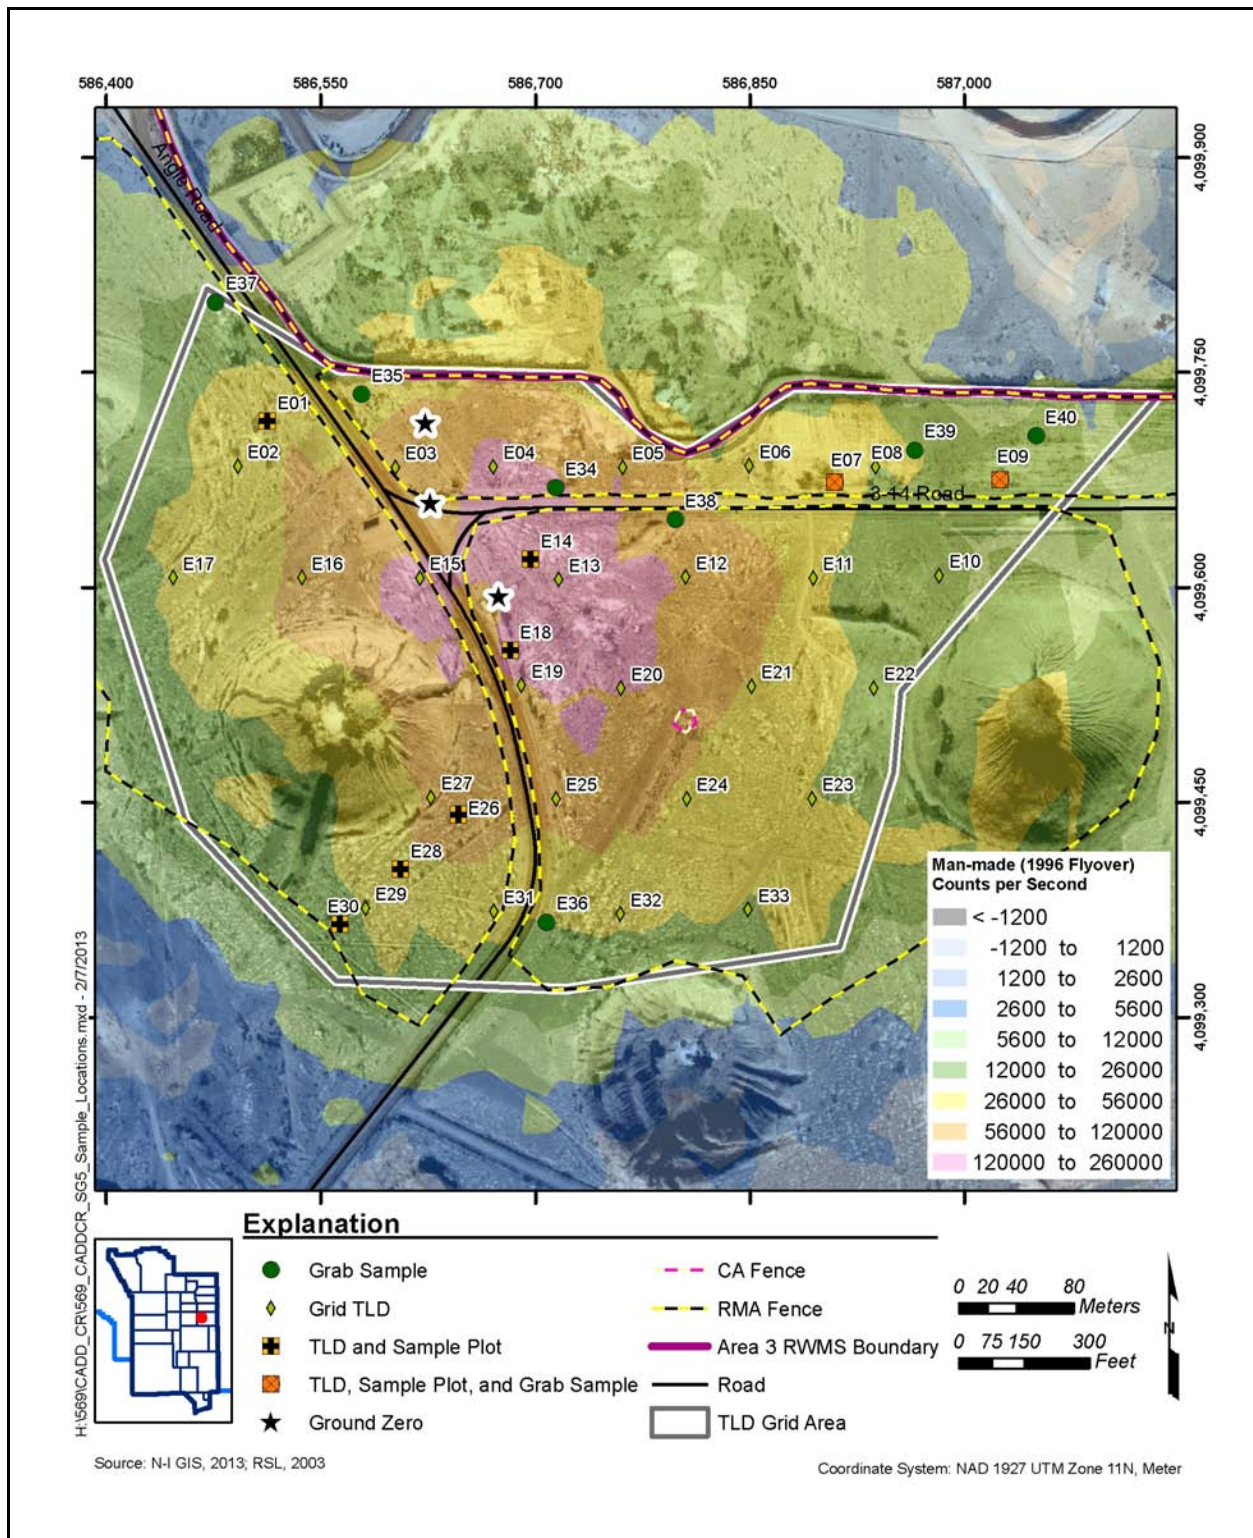 586,400 586,550 586,700 586,850 587,000
4,099,900
4,099,750
4,099,600
4,099,450
4,099,300
Angle Road
E37
E35
E01
E40
E39
E02
E03
E04
E05
E06
E07
E08
E09
E34
3-14 Road
E38
E14
E17
E16
E15
E13
E12
E11
E10
E18
E19
E20
E21
E22
E27
E26
E25
E24
E23
E28
E29
E30
E31
E36
E32
E33
Man-made (1996 Flyover)
Counts per Second
< -1200
-1200 to 1200
1200 to 2600
2600 to 5600
5600 to 12000
12000 to 26000
26000 to 56000
56000 to 120000
120000 to 260000
H:\569\CADD_CR\569_CADDCR_SG5_Sample_Locations.mxd - 2/7/2013
Explanation
Grab Sample
Grid TLD
TLD and Sample Plot
TLD, Sample Plot, and Grab Sample
Ground Zero
CA Fence
RMA Fence
Area 3 RWMS Boundary
Road
TLD Grid Area
0 20 40 80
Meters
0 75 150 300
Feet
N
Source: N-I GIS, 2013; RSL, 2003
Coordinate System: NAD 1927 UTM Zone 11N, Meter